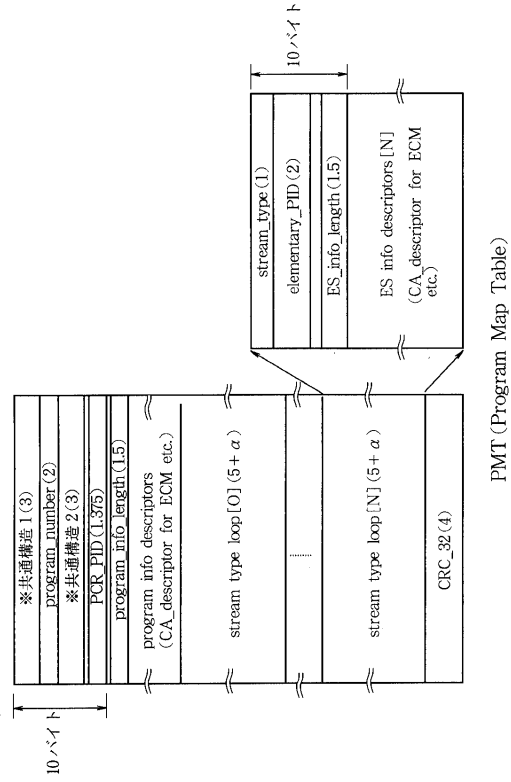 10バイト
※共通構造 1 (3)
program_number (2)
※共通構造 2 (3)
PCR_PID (1.375)
program_info_length (1.5)
program info descriptors
(CA_descriptor for ECM etc.)
stream type loop [O] (5+α)
stream type loop [N] (5+α)
CRC_32 (4)
10バイト
stream_type (1)
elementary_PID (2)
ES_info_length (1.5)
ES info descriptors [N]
(CA_descriptor for ECM
etc.)
PMT (Program Map Table)